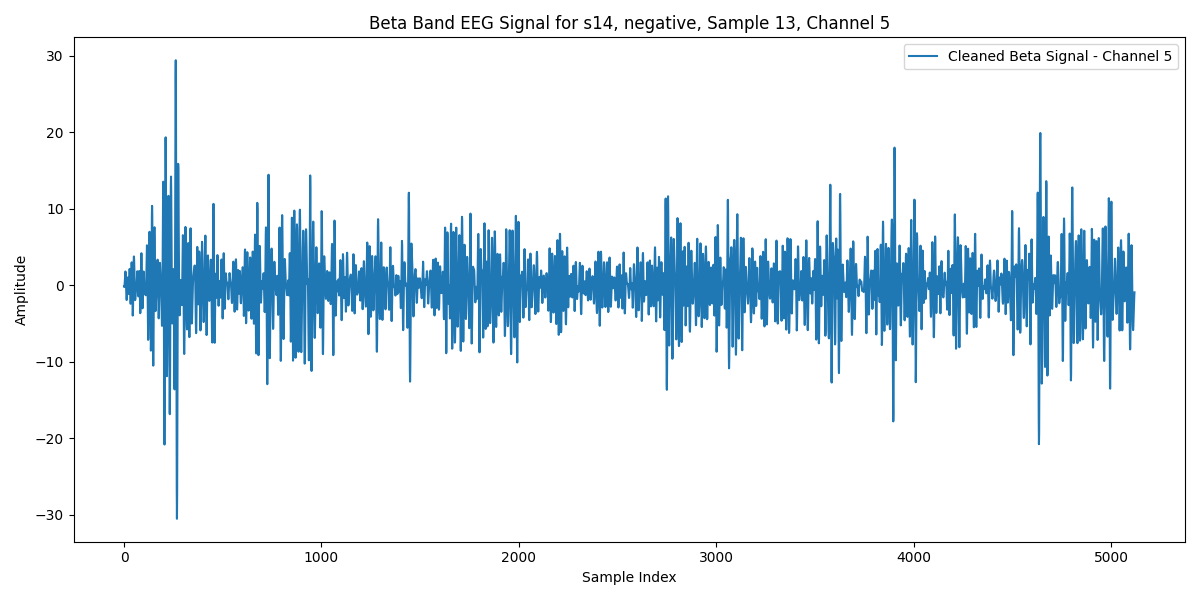 Beta Band EEG Signal for s14, negative, Sample 13, Channel 5
Cleaned Beta Signal - Channel 5
Amplitude
30
20
10
0
−10
−20
−30
0 1000 2000 3000 4000 5000
Sample Index